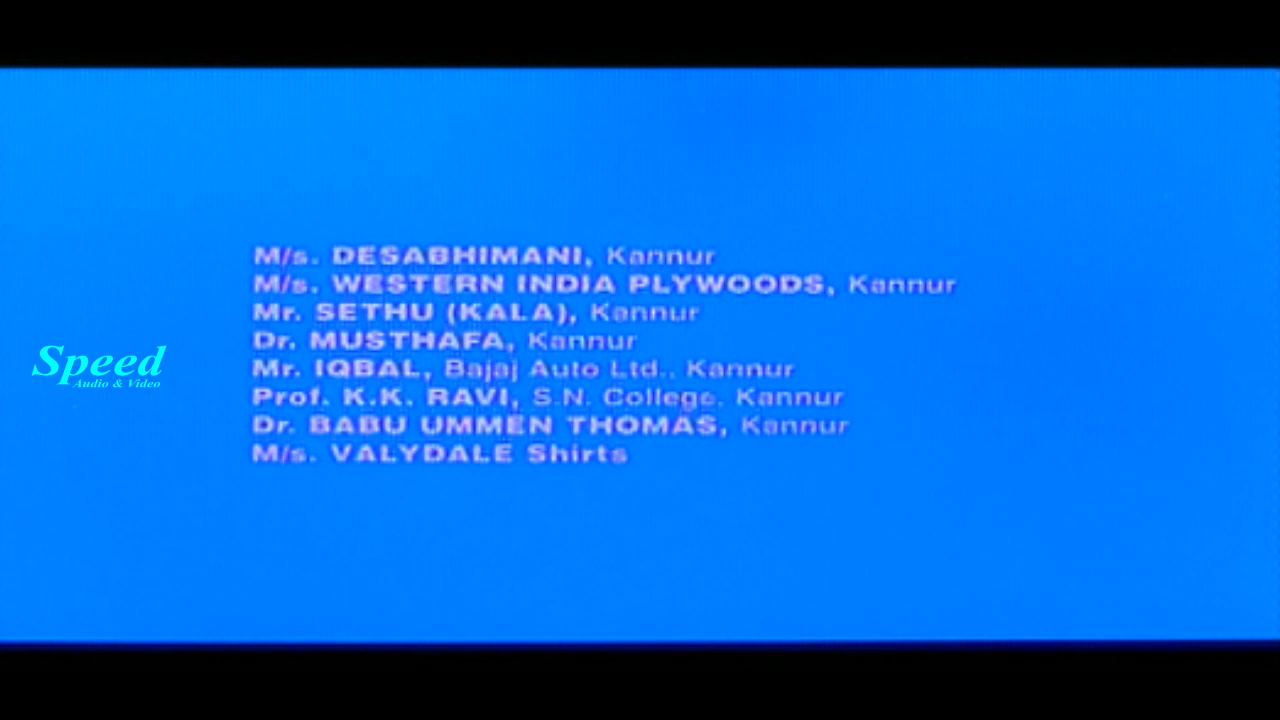 M/s. DESABHIMANI, Kannur
M/s. WESTERN INDIA PLYWOODS, Kannur
Mr. SETHU (KALA), Kannur
Dr. MUSTHAFA, Kannur
Mr. IQBAL, Bajaj Auto Ltd., Kannur
Prof. K.K. RAVI, S.N. College, Kannur
Dr. BABU UMMEN THOMAS, Kannur
M/s. VALYDALE Shirts
Speed
Audio & Video